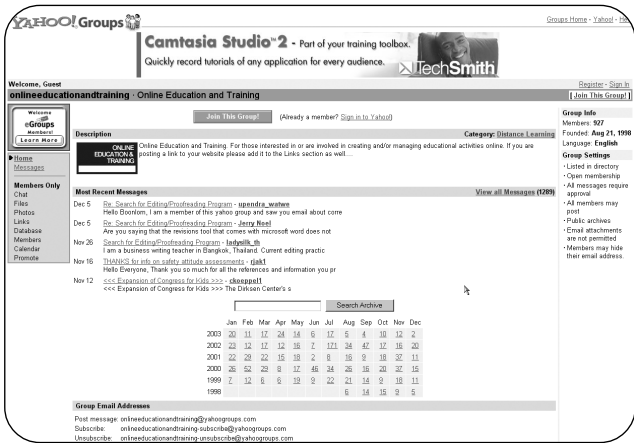 YAHOO! Groups
Groups Home - Yahoo! - He
Camtasia Studio™2 - Part of your training toolbox.
Quickly record tutorials of any application for every audience.
TechSmith
Welcome, Guest
Register - Sign In
onlineeducationandtraining · Online Education and Training
[ Join This Group! ]
Welcome
eGroups
Members!
Learn More
Home
Messages
Members Only
Chat
Files
Photos
Links
Database
Members
Calendar
Promote
Join This Group!
(Already a member? Sign in to Yahoo!)
Description
Category: Distance Learning
ONLINE
EDUCATION &
TRAINING
Online Education and Training. For those interested in or are involved in creating and/or managing educational activities online. If you are
posting a link to your website please add it to the Links section as well....
Most Recent Messages
View all Messages (1289)
Dec 5 Re: Search for Editing/Proofreading Program - upendra_watwe
Hello Boonlom, I am a member of this yahoo group and saw you email about corre
Dec 5 Re: Search for Editing/Proofreading Program - Jerry Noel
Are you saying that the revisons tool that comes with microsoft word does not
Nov 26 Search for Editing/Proofreading Program - ladysilk_th
I am a business writing teacher in Bangkok, Thailand. Current editing practic
Nov 16 THANKS for info on safety attitude assessments - rjak1
Hello Everyone, Thank you so much for all the references and information you pr
Nov 12 <<< Expansion of Congress for Kids >>> - ckoeppel1
<<< Expansion of Congress for Kids >>> The Dirksen Center's s
Search Archive
Jan Feb Mar Apr May Jun Jul Aug Sep Oct Nov Dec
2003 20 11 17 24 14 6 17 5 4 10 12 2
2002 23 12 17 12 16 7 171 34 47 17 16 20
2001 22 29 22 15 18 2 8 16 9 18 37 11
2000 26 52 29 8 17 46 34 26 16 20 37 15
1999 7 12 6 6 19 9 22 21 14 9 18 11
1998 6 14 15 9 5
Group Email Addresses
Post message: onlineeducationandtraining@yahoogroups.com
Subscribe: onlineeducationandtraining-subscribe@yahoogroups.com
Unsubscribe: onlineeducationandtraining-unsubscribe@yahoogroups.com
Group Info
Members: 927
Founded: Aug 21, 1998
Language: English
Group Settings
· Listed in directory
· Open membership
· All messages require
approval
· All members may
post
· Public archives
· Email attachments
are not permitted
· Members may hide
their email address.